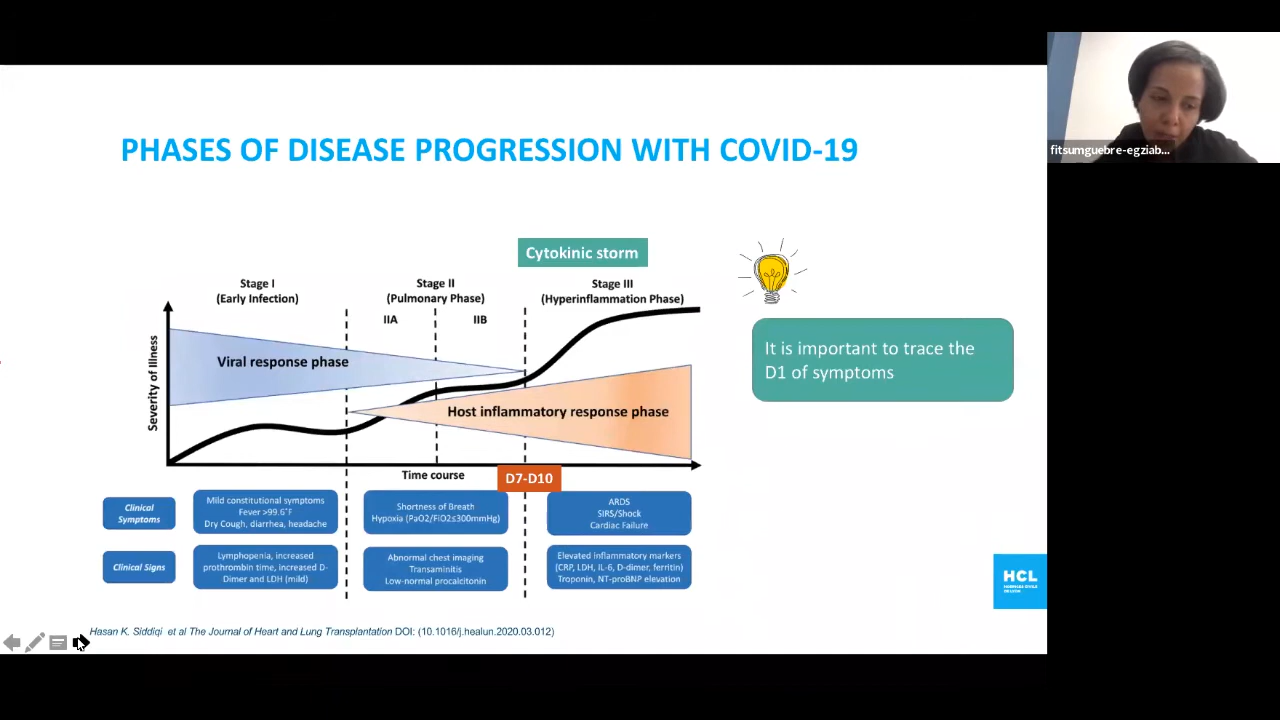 PHASES OF DISEASE PROGRESSION WITH COVID-19
fitsumguebre-egziab...
Cytokinic storm
Stage I
(Early Infection)
Stage II
(Pulmonary Phase)
Stage III
(Hyperinflammation Phase)
IIA
IIB
Severity of Illness
Viral response phase
Host inflammatory response phase
Time course
D7-D10
It is important to trace the
D1 of symptoms
Clinical
Symptoms
Mild constitutional symptoms
Fever >99.6°F
Dry Cough, diarrhea, headache
Shortness of Breath
Hypoxia (PaO2/FiO2≤300mmHg)
ARDS
SIRS/Shock
Cardiac Failure
Clinical Signs
Lymphopenia, increased
prothrombin time, increased D-
Dimer and LDH (mild)
Abnormal chest imaging
Transaminitis
Low-normal procalcitonin
Elevated inflammatory markers
(CRP, LDH, IL-6, D-dimer, ferritin)
Troponin, NT-proBNP elevation
HCL
HOSPICES CIVILS
DE LYON
Hasan K. Siddiqi et al The Journal of Heart and Lung Transplantation DOI: (10.1016/j.healun.2020.03.012)